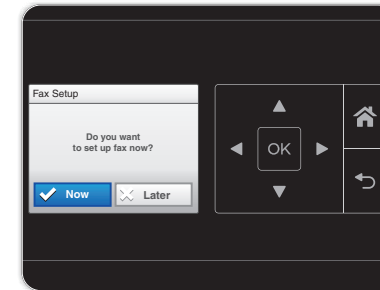 Fax Setup
Do you want
to set up fax now?
Now
Later
OK